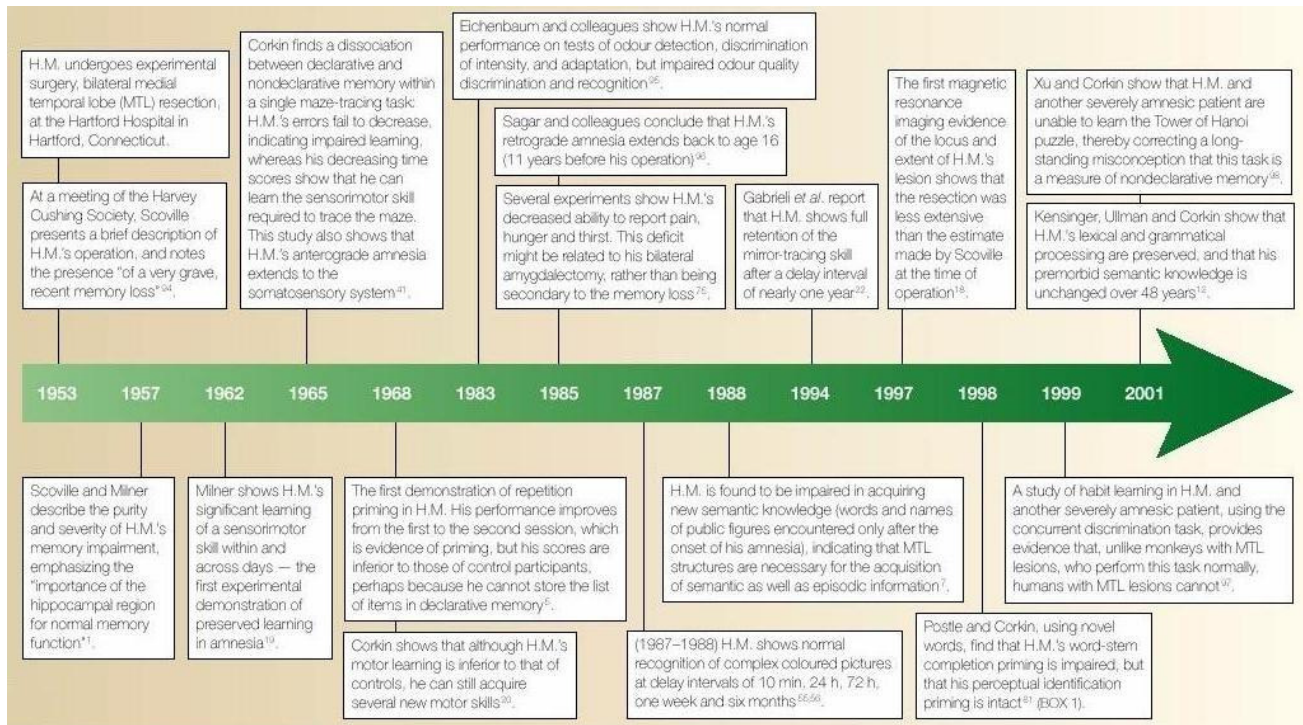 H.M. undergoes experimental
surgery, bilateral medial
temporal lobe (MTL) resection,
at the Hartford Hospital in
Hartford, Connecticut.
At a meeting of the Harvey
Cushing Society, Scoville
presents a brief description of
H.M.'s operation, and notes
the presence "of a very grave,
recent memory loss"94.
Corkin finds a dissociation
between declarative and
nondeclarative memory within
a single maze-tracing task:
H.M.'s errors fail to decrease,
indicating impaired learning,
whereas his decreasing time
scores show that he can
learn the sensorimotor skill
required to trace the maze.
This study also shows that
H.M.'s anterograde amnesia
extends to the
somatosensory system41.
Eichenbaum and colleagues show H.M.'s normal
performance on tests of odour detection, discrimination
of intensity, and adaptation, but impaired odour quality
discrimination and recognition95.
Sagar and colleagues conclude that H.M.'s
retrograde amnesia extends back to age 16
(11 years before his operation)96.
Several experiments show H.M.'s
decreased ability to report pain,
hunger and thirst. This deficit
might be related to his bilateral
amygdalectomy, rather than being
secondary to the memory loss75.
Gabrieli et al. report
that H.M. shows full
retention of the
mirror-tracing skill
after a delay interval
of nearly one year22.
The first magnetic
resonance
imaging evidence
of the locus and
extent of H.M.'s
lesion shows that
the resection was
less extensive
than the estimate
made by Scoville
at the time of
operation18.
Xu and Corkin show that H.M. and
another severely amnesic patient are
unable to learn the Tower of Hanoi
puzzle, thereby correcting a long-
standing misconception that this task is
a measure of nondeclarative memory98.
Kensinger, Ullman and Corkin show that
H.M.'s lexical and grammatical
processing are preserved, and that his
premorbid semantic knowledge is
unchanged over 48 years12.
1953 1957 1962 1965 1968 1983 1985 1987 1988 1994 1997 1998 1999 2001
Scoville and Milner
describe the purity
and severity of H.M.'s
memory impairment,
emphasizing the
"importance of the
hippocampal region
for normal memory
function"1.
Milner shows H.M.'s
significant learning
of a sensorimotor
skill within and
across days — the
first experimental
demonstration of
preserved learning
in amnesia19.
The first demonstration of repetition
priming in H.M. His performance improves
from the first to the second session, which
is evidence of priming, but his scores are
inferior to those of control participants,
perhaps because he cannot store the list
of items in declarative memory5.
Corkin shows that although H.M.'s
motor learning is inferior to that of
controls, he can still acquire
several new motor skills20.
(1987–1988) H.M. shows normal
recognition of complex coloured pictures
at delay intervals of 10 min, 24 h, 72 h,
one week and six months55,56.
H.M. is found to be impaired in acquiring
new semantic knowledge (words and names
of public figures encountered only after the
onset of his amnesia), indicating that MTL
structures are necessary for the acquisition
of semantic as well as episodic information7.
Postle and Corkin, using novel
words, find that H.M.'s word-stem
completion priming is impaired, but
that his perceptual identification
priming is intact81 (BOX 1).
A study of habit learning in H.M. and
another severely amnesic patient, using the
concurrent discrimination task, provides
evidence that, unlike monkeys with MTL
lesions, who perform this task normally,
humans with MTL lesions cannot97.